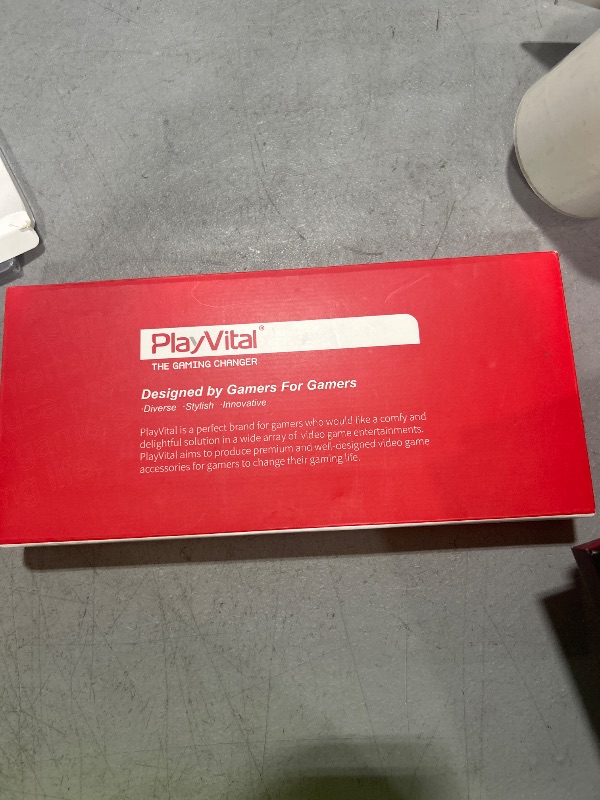 PlayVital®
THE GAMING CHANGER
Designed by Gamers For Gamers
·Diverse ·Stylish ·Innovative
PlayVital is a perfect brand for gamers who would like a comfy and
delightful solution in a wide array of video game entertainments.
PlayVital aims to produce premium and well-designed video game
accessories for gamers to change their gaming life.